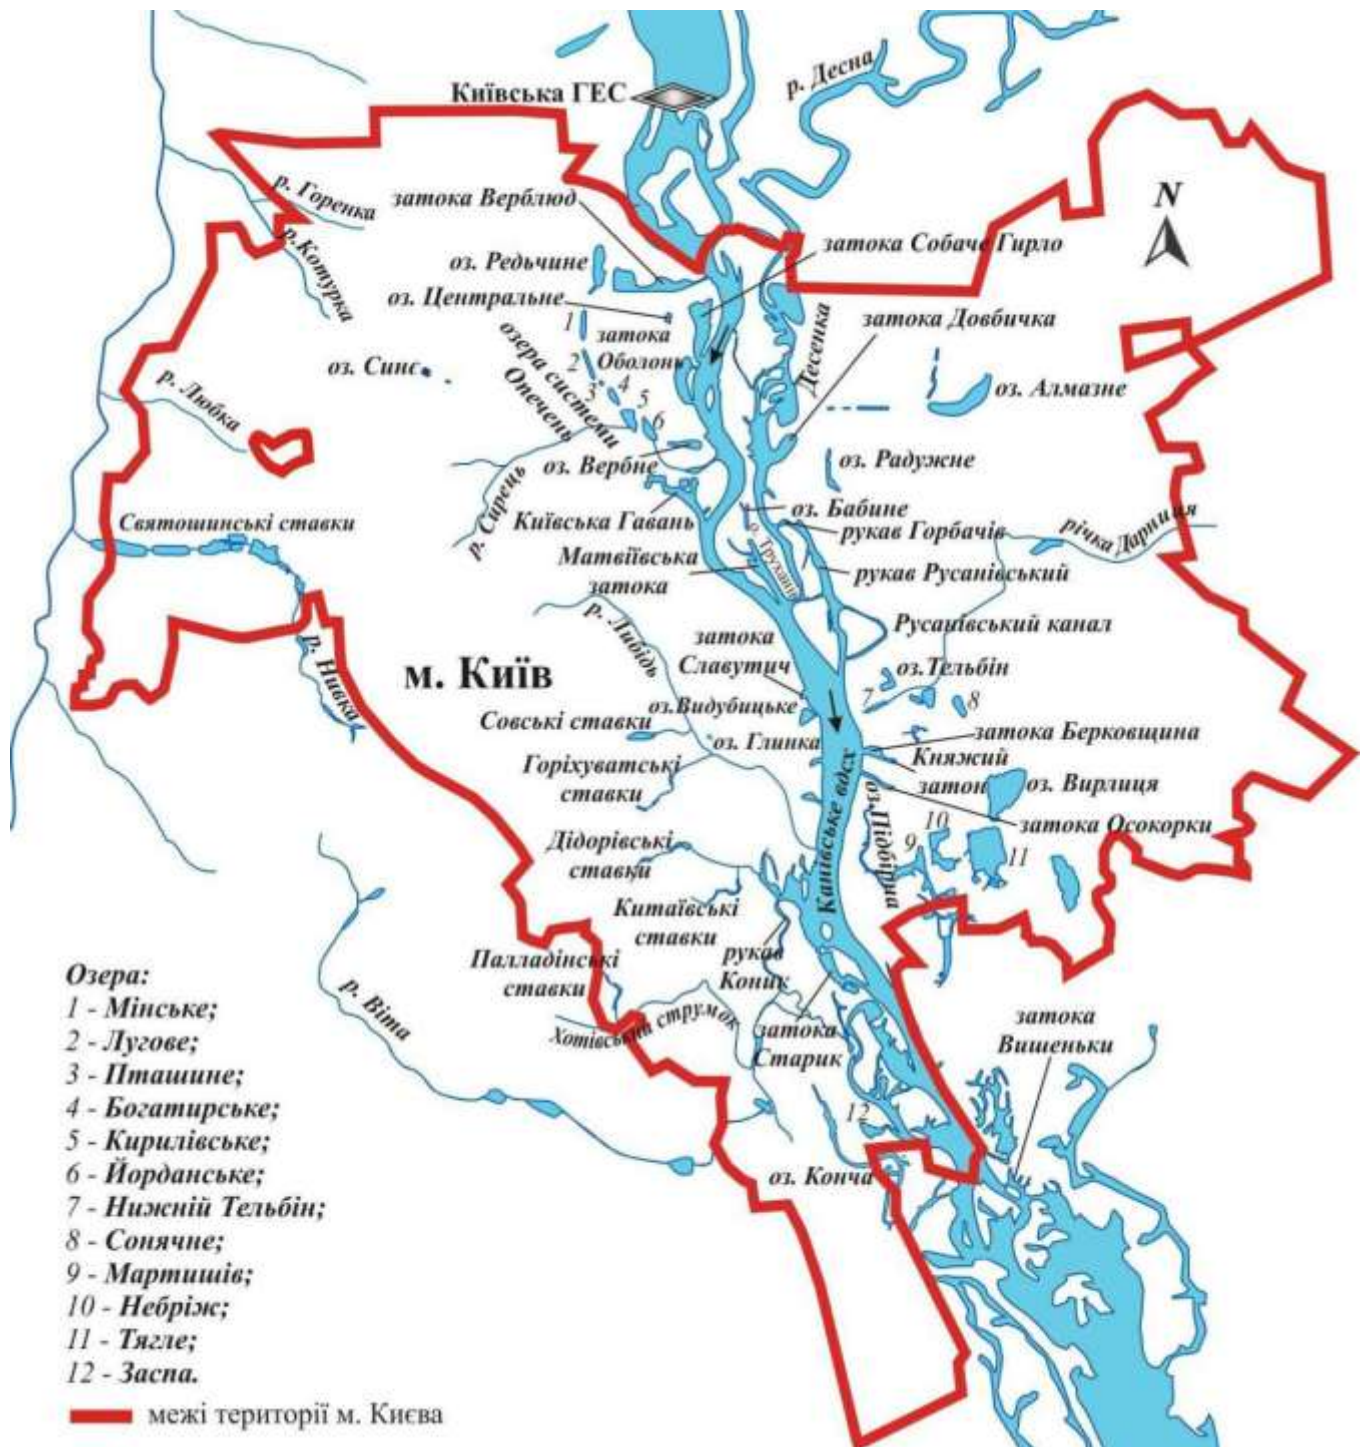 Київська ГЕС
р. Десна
р. Горенка
затока Верблюд
N
р.Котурка
затока Собаче Гирло
оз. Редьчине
оз. Центральне
1
затока
Оболонь
затока Довбичка
Десенка
озера системи
Опечень
2
3
4
5
6
оз. Синє
р. Любка
оз. Алмазне
оз. Вербне
оз. Радужне
р. Сирець
Святошинські ставки
Київська Гавань
оз. Бабине
рукав Горбачів
річка Дарниця
о. Труханів
Матвіївська
затока
рукав Русанівський
р. Либідь
Русанівський канал
затока
Славутич
р. Нивка
м. Київ
оз.Тельбін
7
8
оз.Видубицьке
Совські ставки
оз. Глинка
затока Берковщина
Княжий
затон
Горіхуватські
ставки
Канівське вдсх
оз. Підбірна
оз. Вирлиця
затока Осокорки
10
9
11
Дідорівські
ставки
Китаївські
ставки
рукав
Коник
Палладінські
ставки
р. Віта
Хотівський струмок
затока
Старик
затока
Вишеньки
12
оз. Конча
Озера:
1 - Мінське;
2 - Лугове;
3 - Пташине;
4 - Богатирське;
5 - Кирилівське;
6 - Йорданське;
7 - Нижній Тельбін;
8 - Сонячне;
9 - Мартишів;
10 - Небріж;
11 - Тягле;
12 - Заспа.
межі території м. Києва